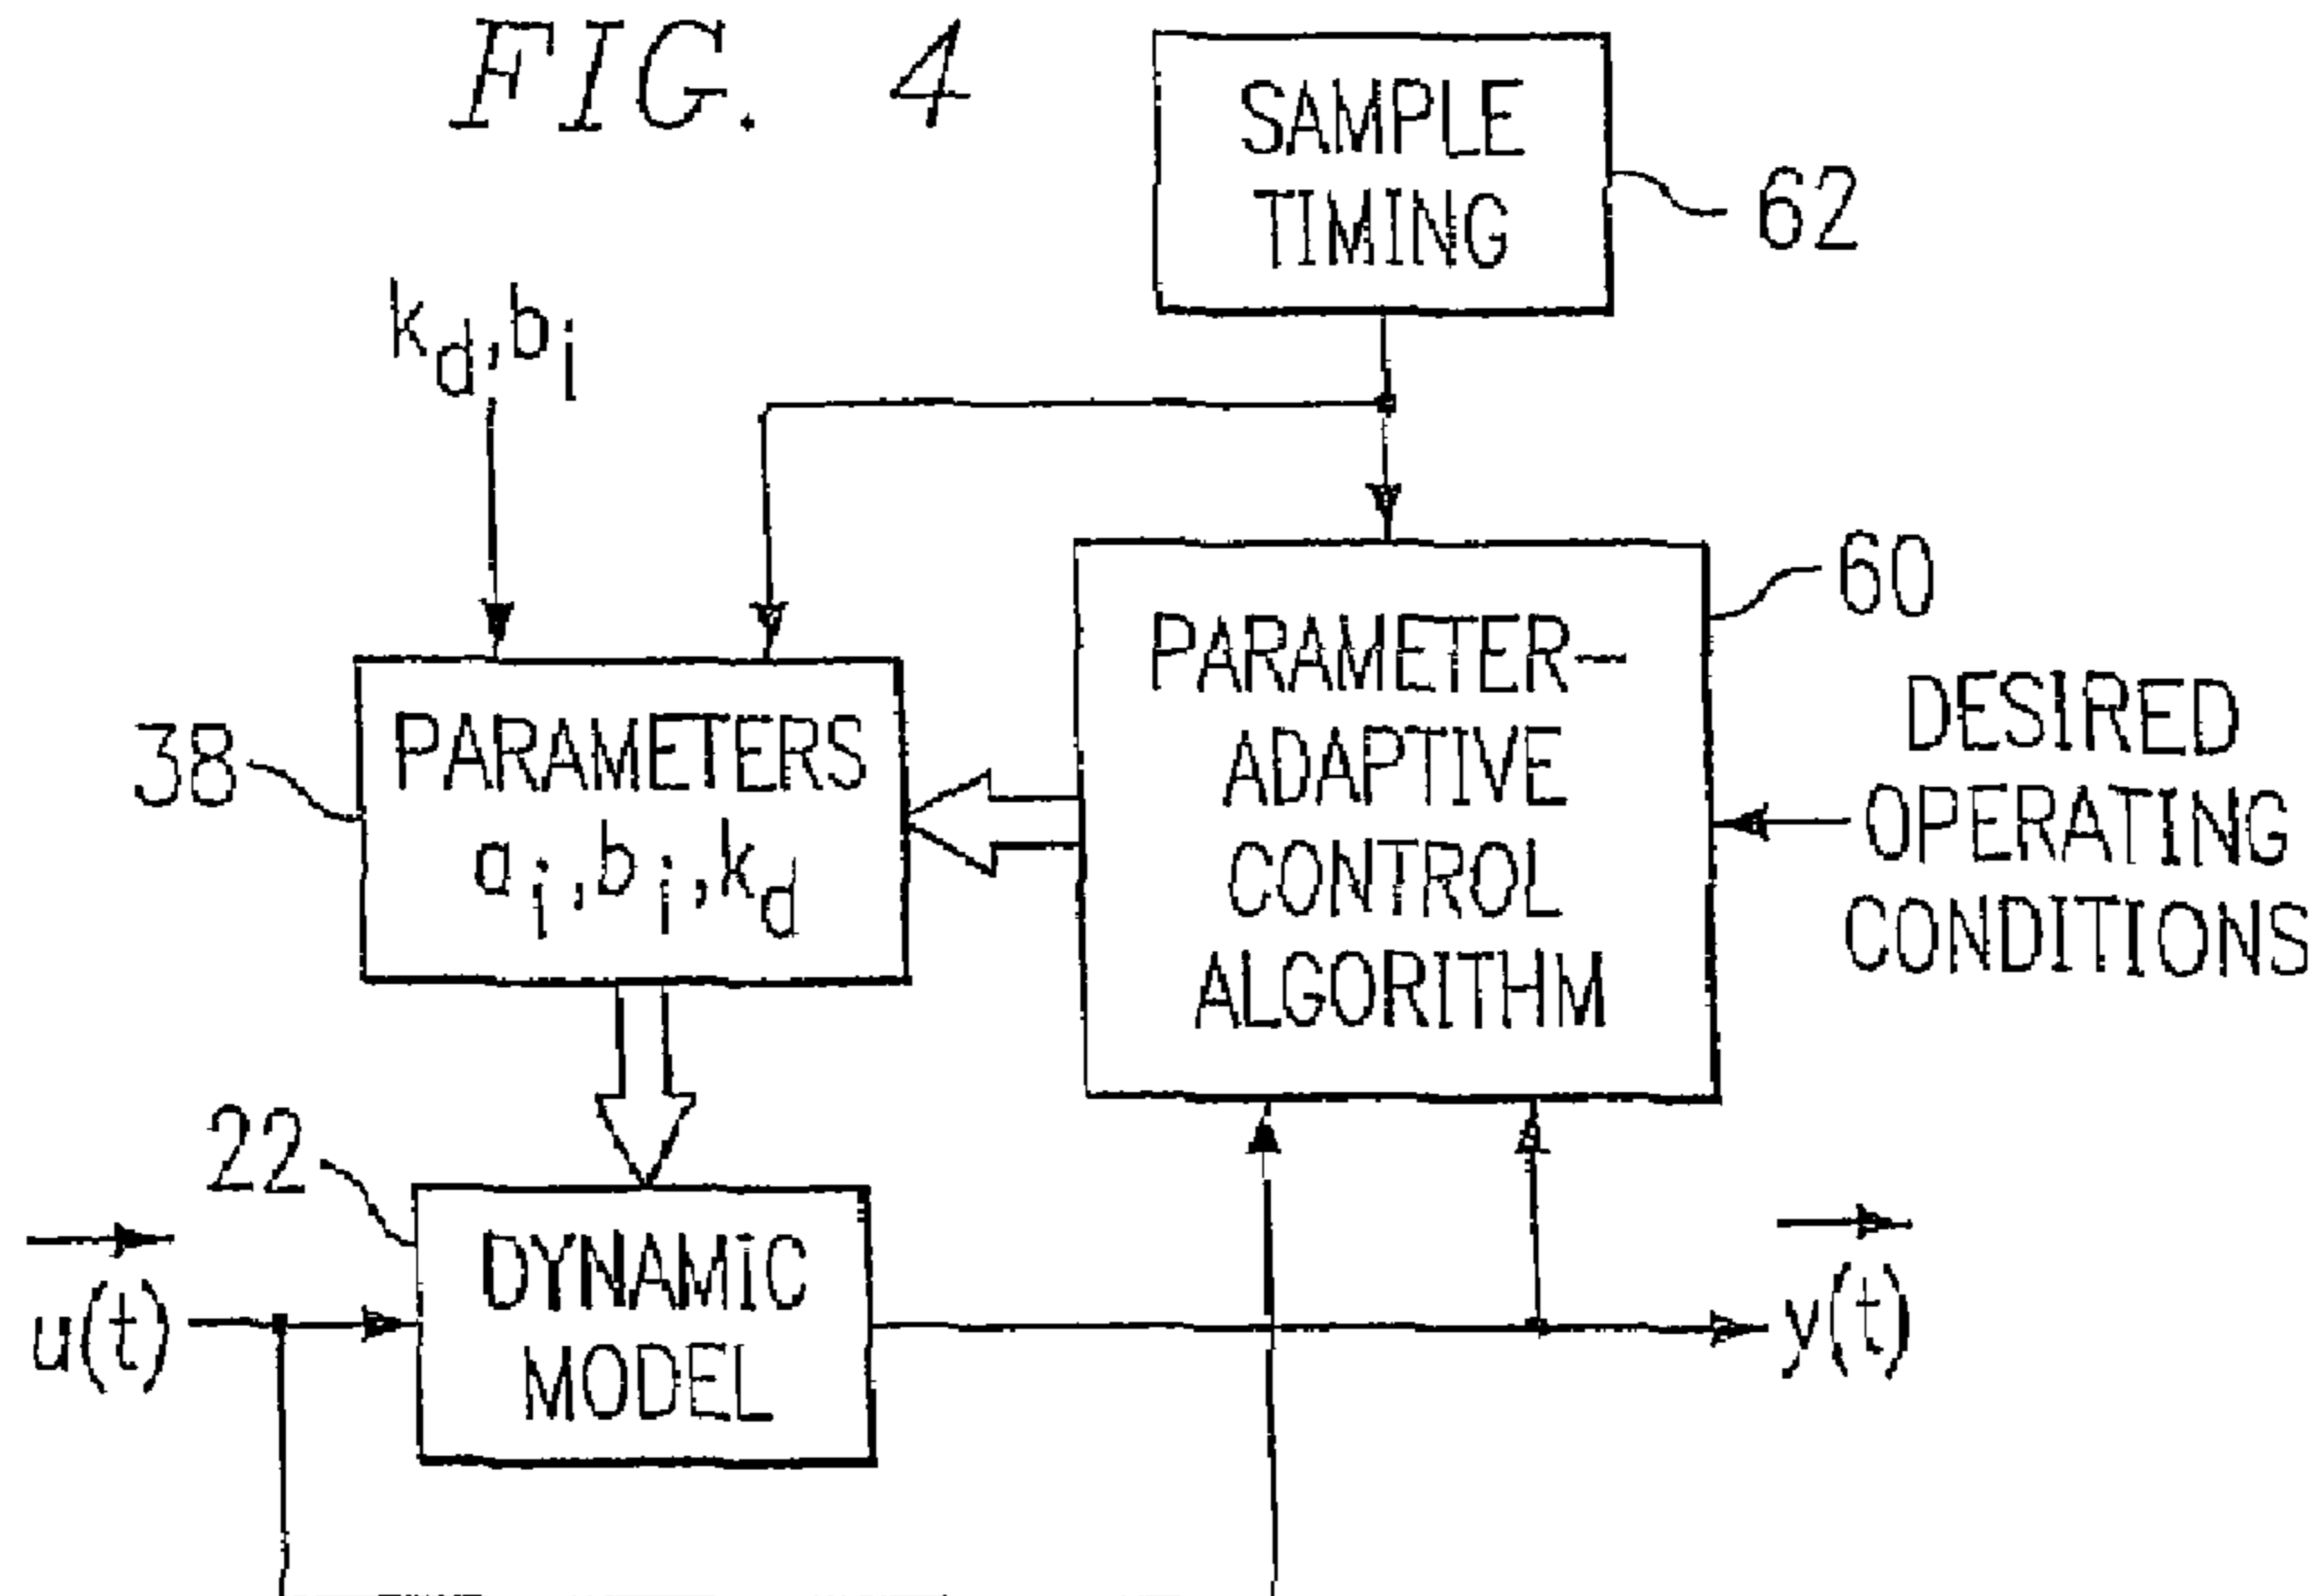 FIG. 4
SAMPLE
TIMING
62
k_d, b_i
60
PARAMETER-
ADAPTIVE
CONTROL
ALGORITHM
DESIRED
OPERATING
CONDITIONS
38
PARAMETERS
a_i, b_i, k_d
22
DYNAMIC
MODEL
u(t)
y(t)